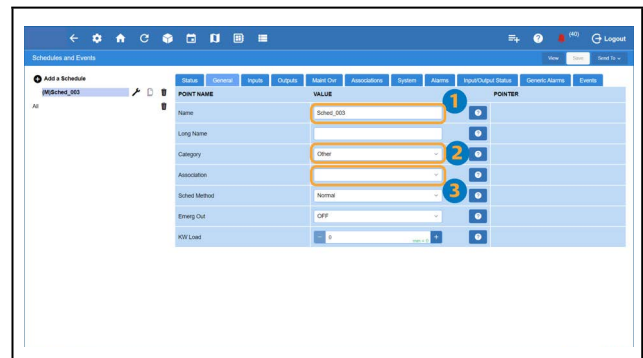 (40) Logout
Schedules and Events View Save Send To
Add a Schedule
(M)Sched_003
All
Status General Inputs Outputs Maint Ovr Associations System Alarms Input/Output Status Generic Alarms Events
POINT NAME VALUE POINTER
Name Sched_003 1
Long Name
Category Other 2
Association 3
Sched Method Normal
Emerg Out OFF
KW Load − 0 +